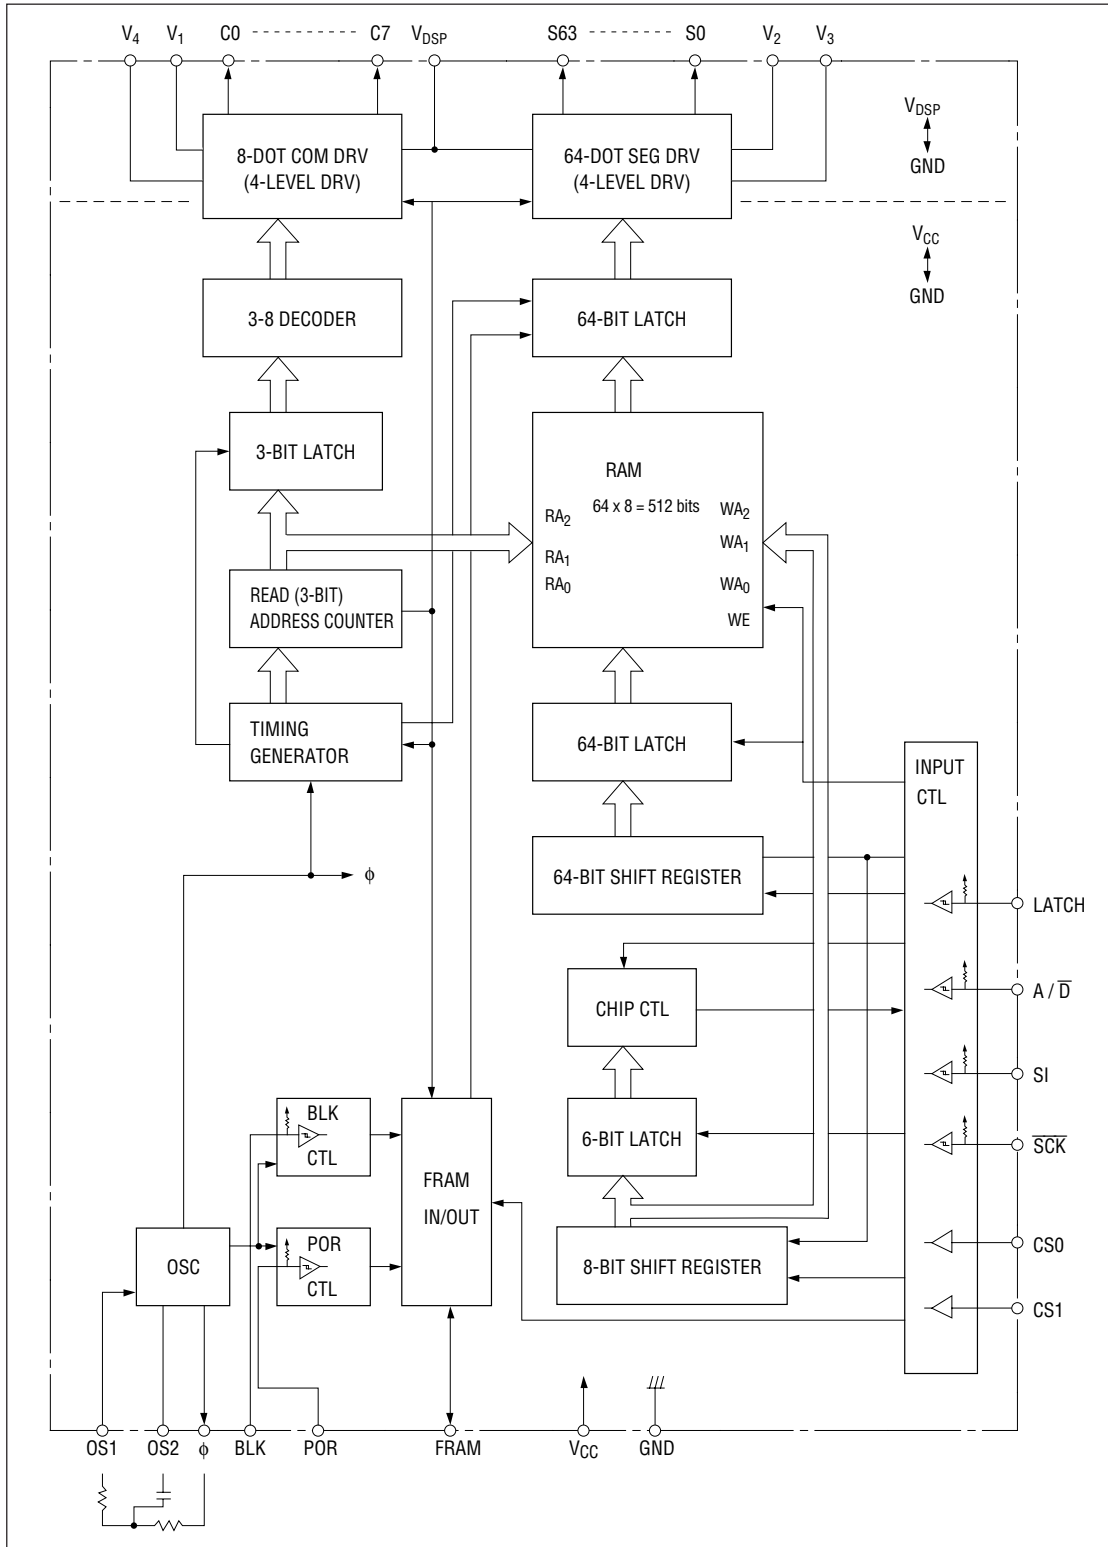 V4 V1 C0 C7 VDSP S63 S0 V2 V3
8-DOT COM DRV
(4-LEVEL DRV)
64-DOT SEG DRV
(4-LEVEL DRV)
VDSP
GND
VCC
GND
3-8 DECODER
64-BIT LATCH
3-BIT LATCH
RAM
64 x 8 = 512 bits
RA2
RA1
RA0
WA2
WA1
WA0
WE
READ (3-BIT)
ADDRESS COUNTER
TIMING
GENERATOR
64-BIT LATCH
INPUT
CTL
64-BIT SHIFT REGISTER
ϕ
LATCH
CHIP CTL
A / D̅
SI
BLK
CTL
6-BIT LATCH
S̅C̅K̅
FRAM
IN/OUT
OSC
POR
CTL
8-BIT SHIFT REGISTER
CS0
CS1
OS1 OS2 ϕ BLK POR FRAM VCC GND